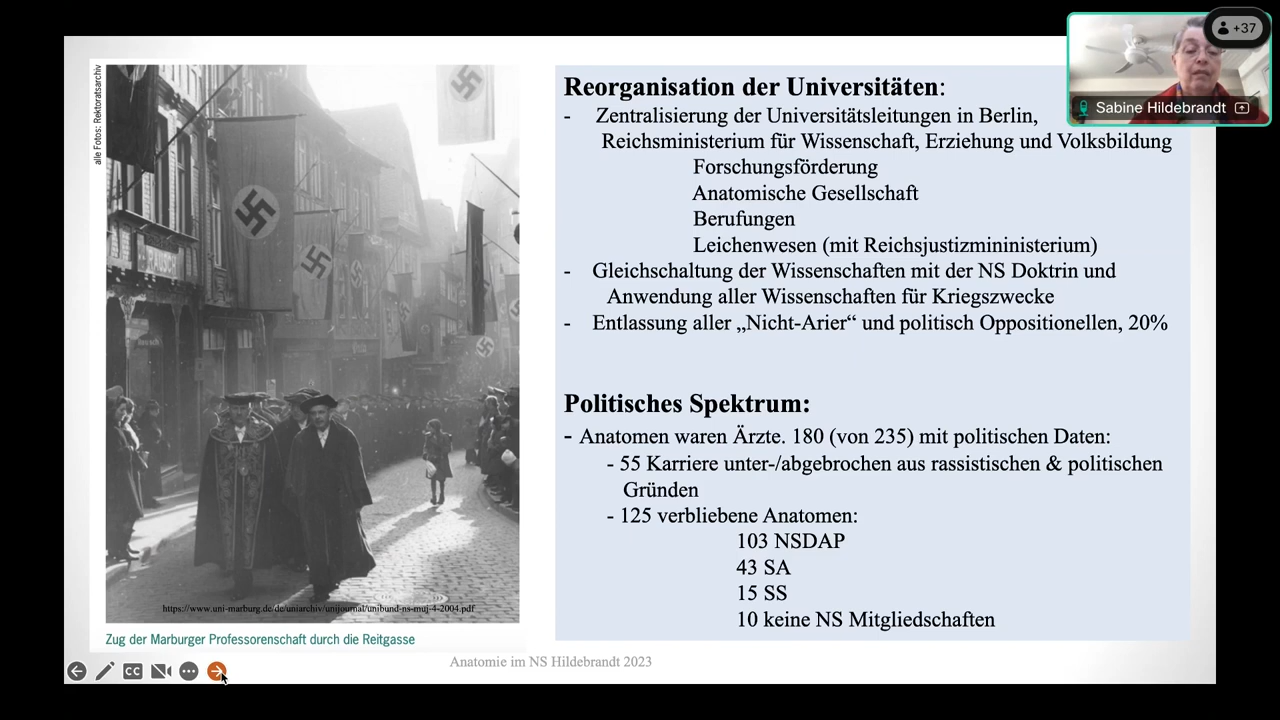 +37
Sabine Hildebrandt
alle Fotos: Rektoratsarchiv
RAUSCH
https://www.uni-marburg.de/de/uniarchiv/unijournal/unibund-ns-muj-4-2004.pdf
Zug der Marburger Professorenschaft durch die Reitgasse
Reorganisation der Universitäten:
- Zentralisierung der Universitätsleitungen in Berlin,
Reichsministerium für Wissenschaft, Erziehung und Volksbildung
Forschungsförderung
Anatomische Gesellschaft
Berufungen
Leichenwesen (mit Reichsjustizmininisterium)
- Gleichschaltung der Wissenschaften mit der NS Doktrin und
Anwendung aller Wissenschaften für Kriegszwecke
- Entlassung aller „Nicht-Arier“ und politisch Oppositionellen, 20%
Politisches Spektrum:
- Anatomen waren Ärzte. 180 (von 235) mit politischen Daten:
- 55 Karriere unter-/abgebrochen aus rassistischen & politischen
Gründen
- 125 verbliebene Anatomen:
103 NSDAP
43 SA
15 SS
10 keine NS Mitgliedschaften
Anatomie im NS Hildebrandt 2023
CC